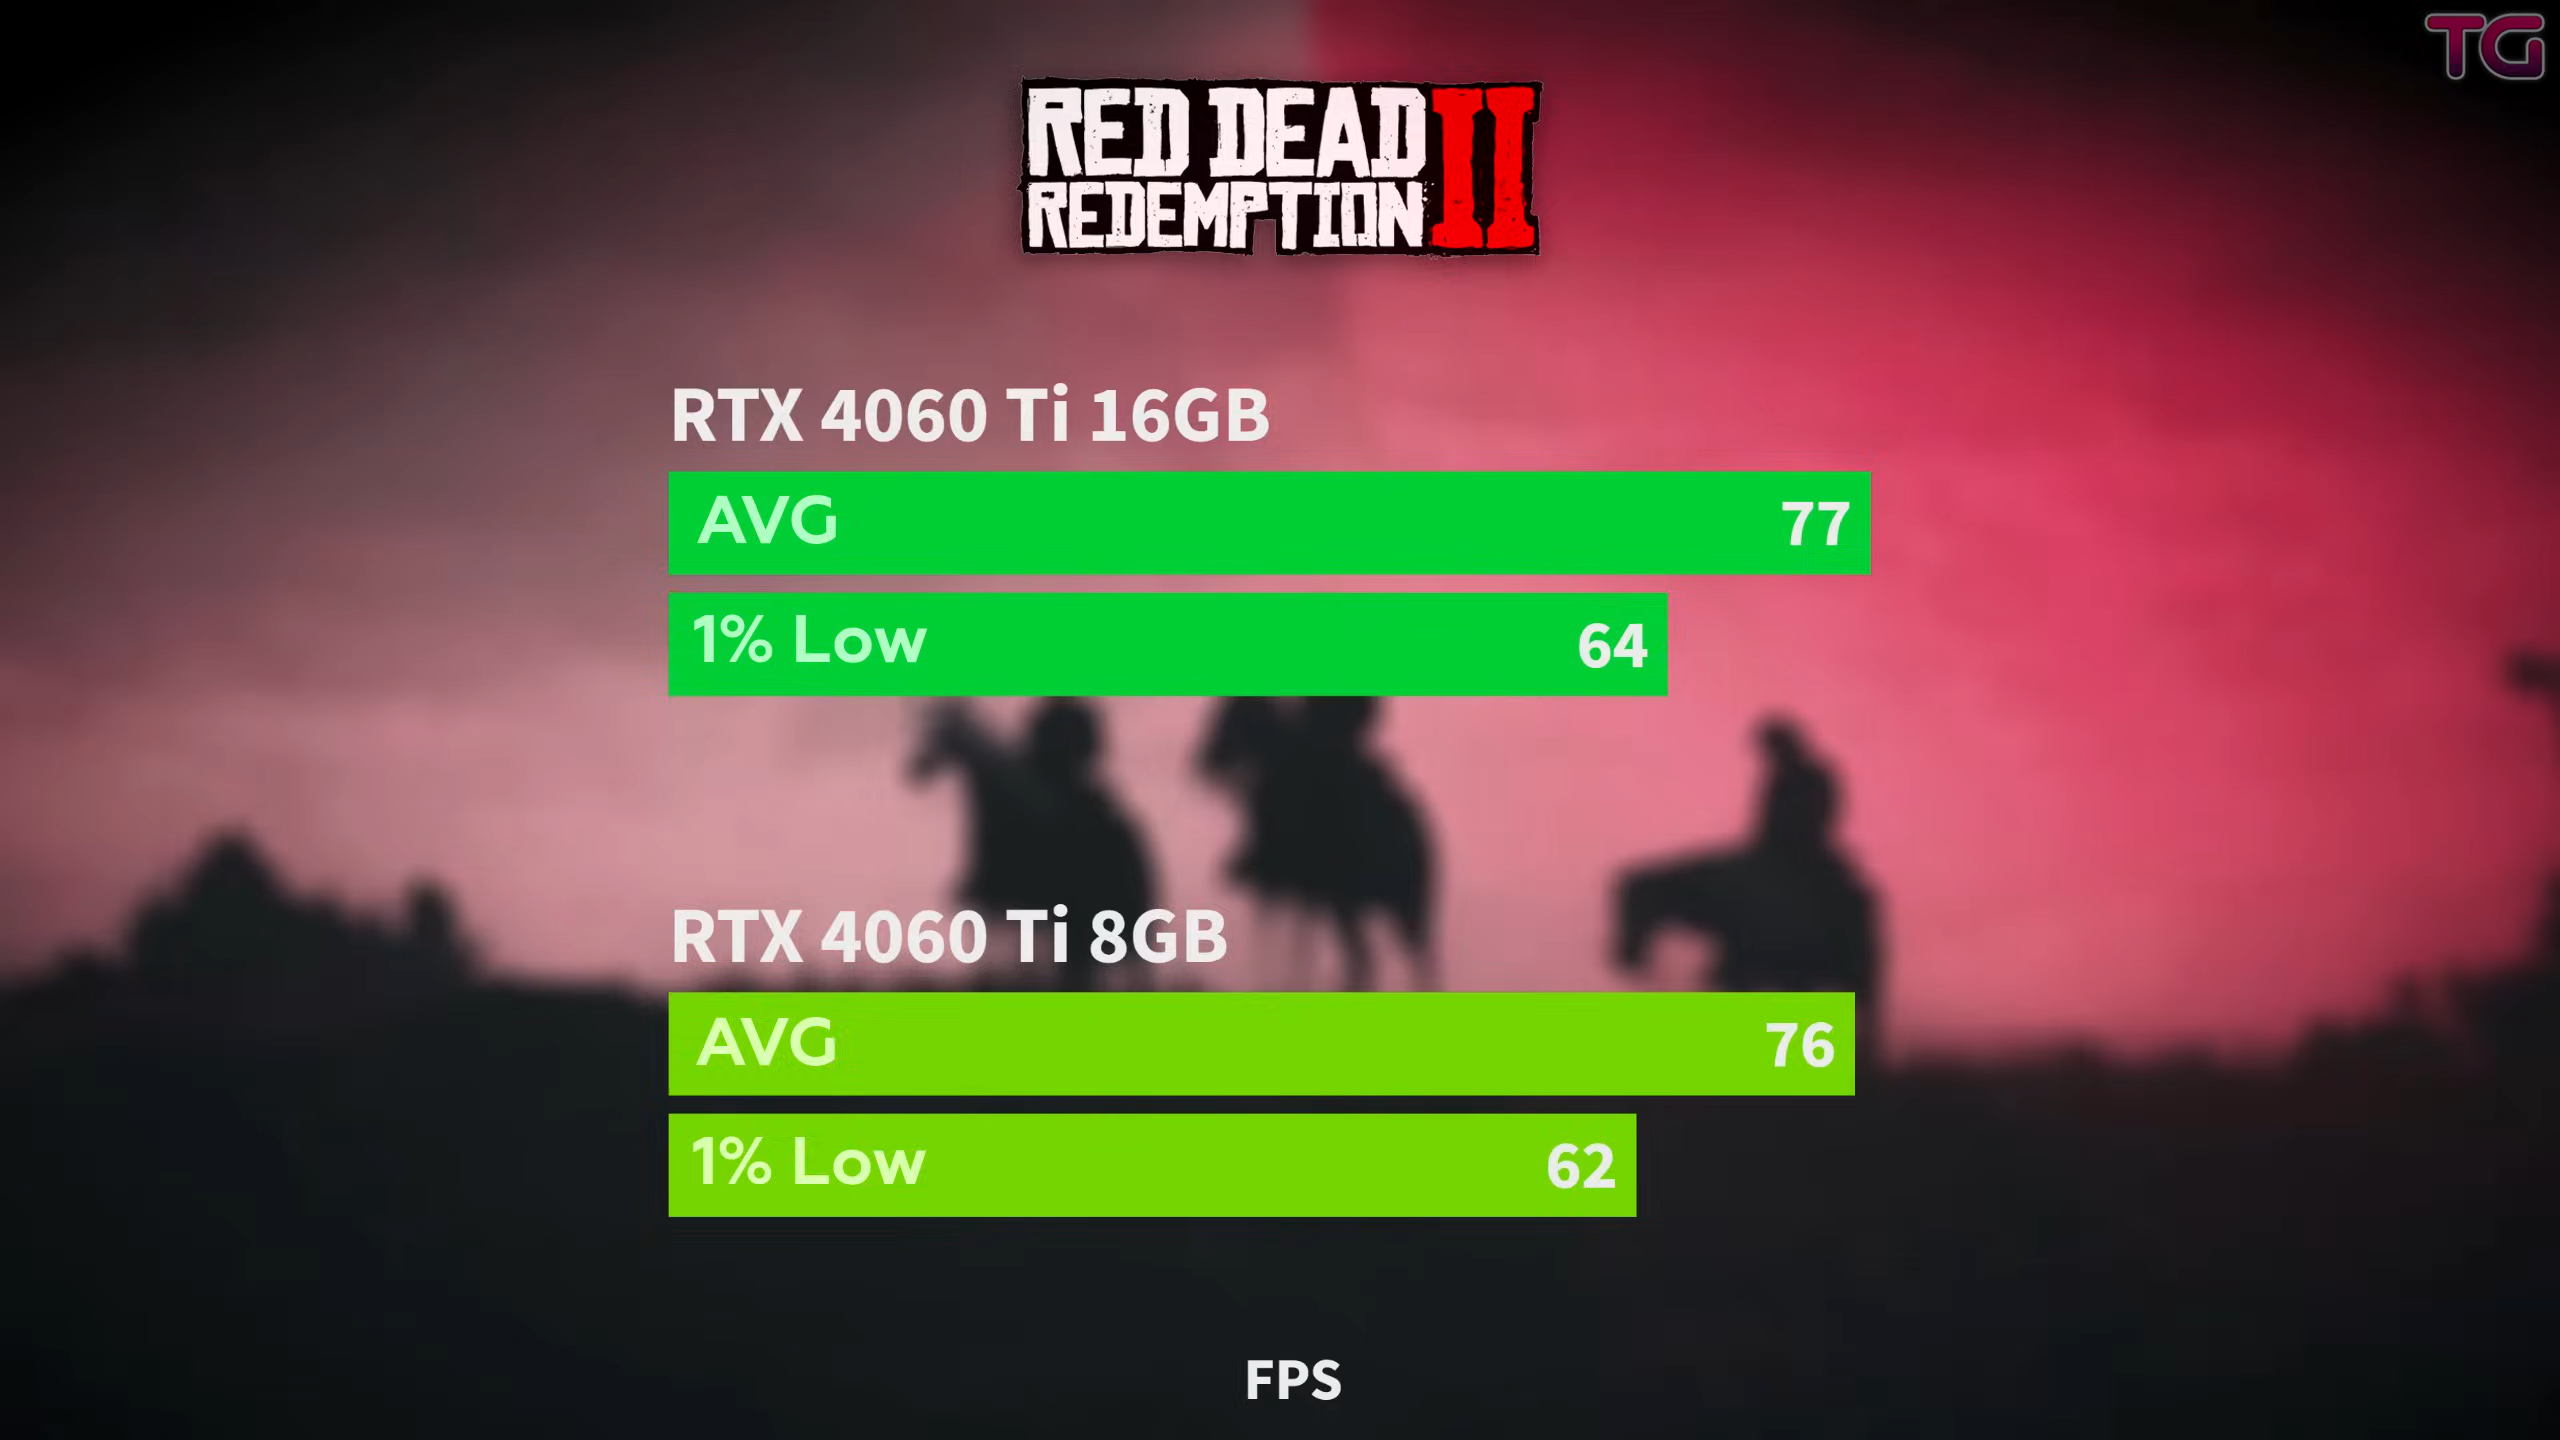 TG
RED DEAD
REDEMPTION II
RTX 4060 Ti 16GB
AVG 77
1% Low 64
RTX 4060 Ti 8GB
AVG 76
1% Low 62
FPS